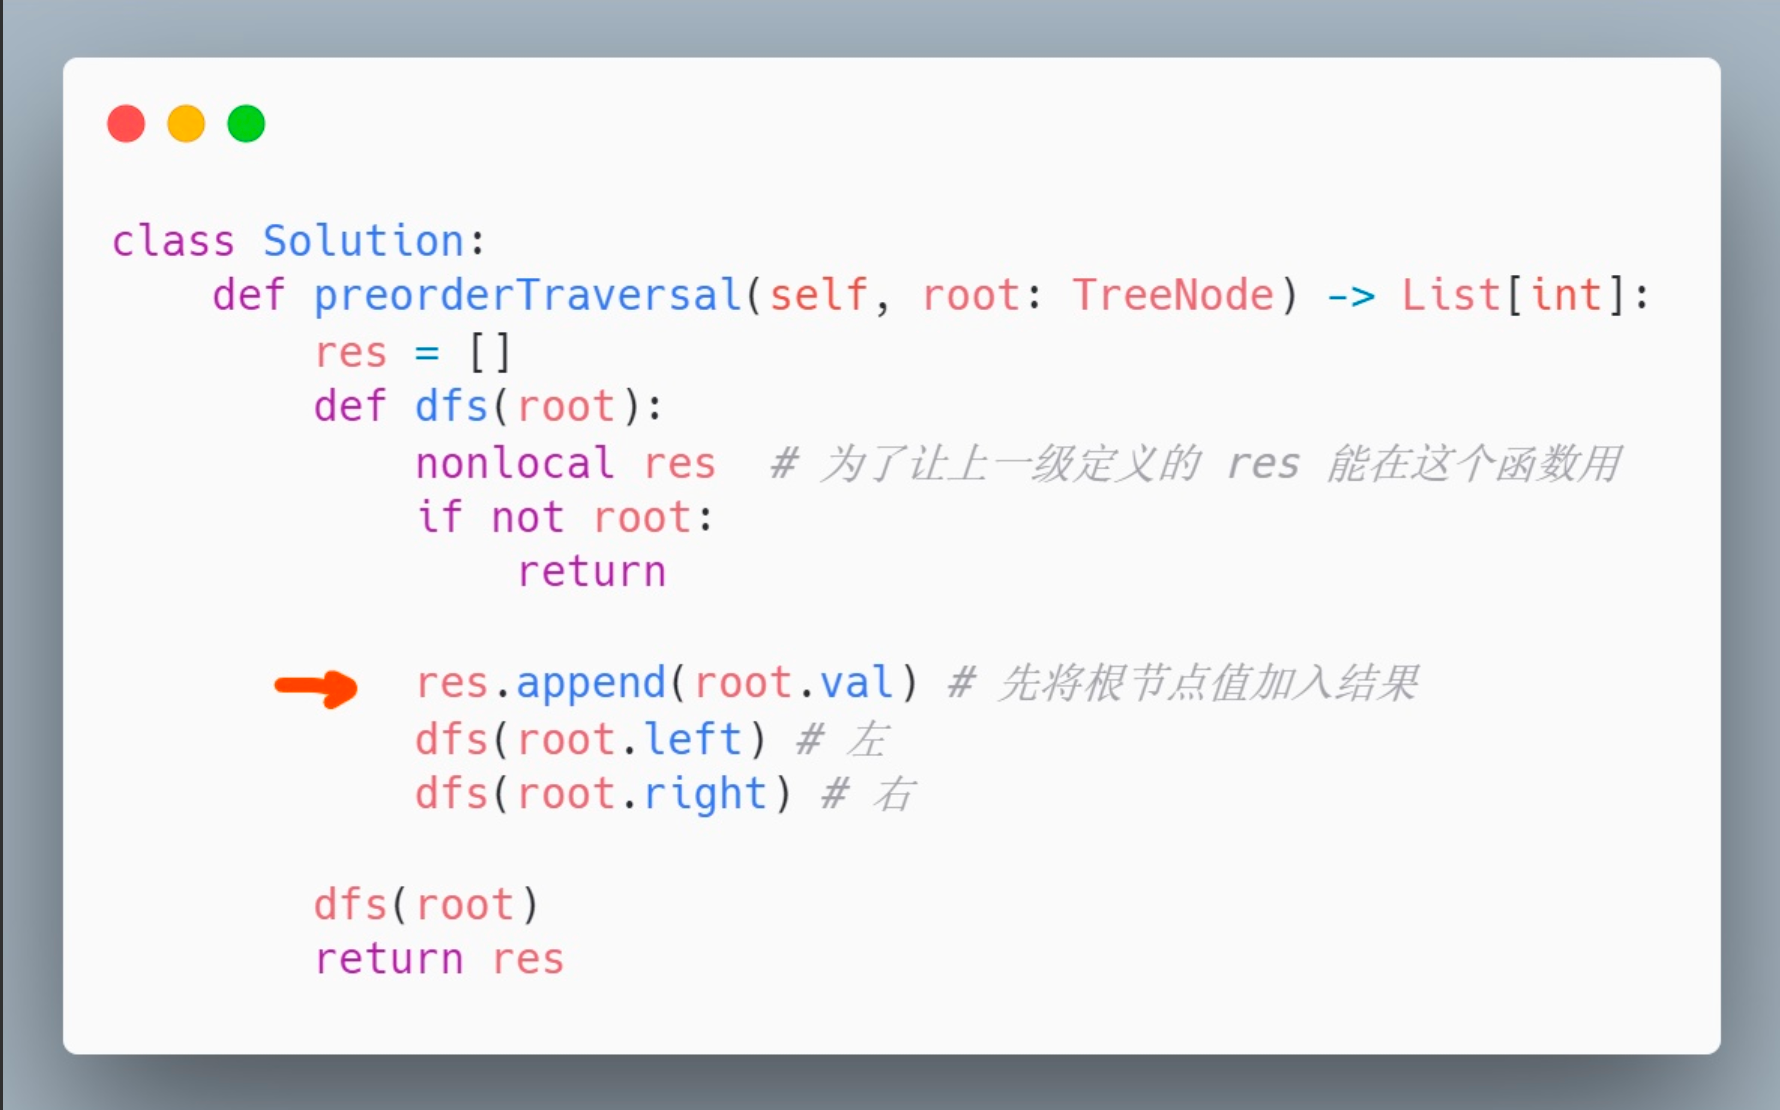 class Solution:
    def preorderTraversal(self, root: TreeNode) -> List[int]:
        res = []
        def dfs(root):
            nonlocal res  # 为了让上一级定义的 res 能在这个函数用
            if not root:
                return
            res.append(root.val) # 先将根节点值加入结果
            dfs(root.left) # 左
            dfs(root.right) # 右
        dfs(root)
        return res